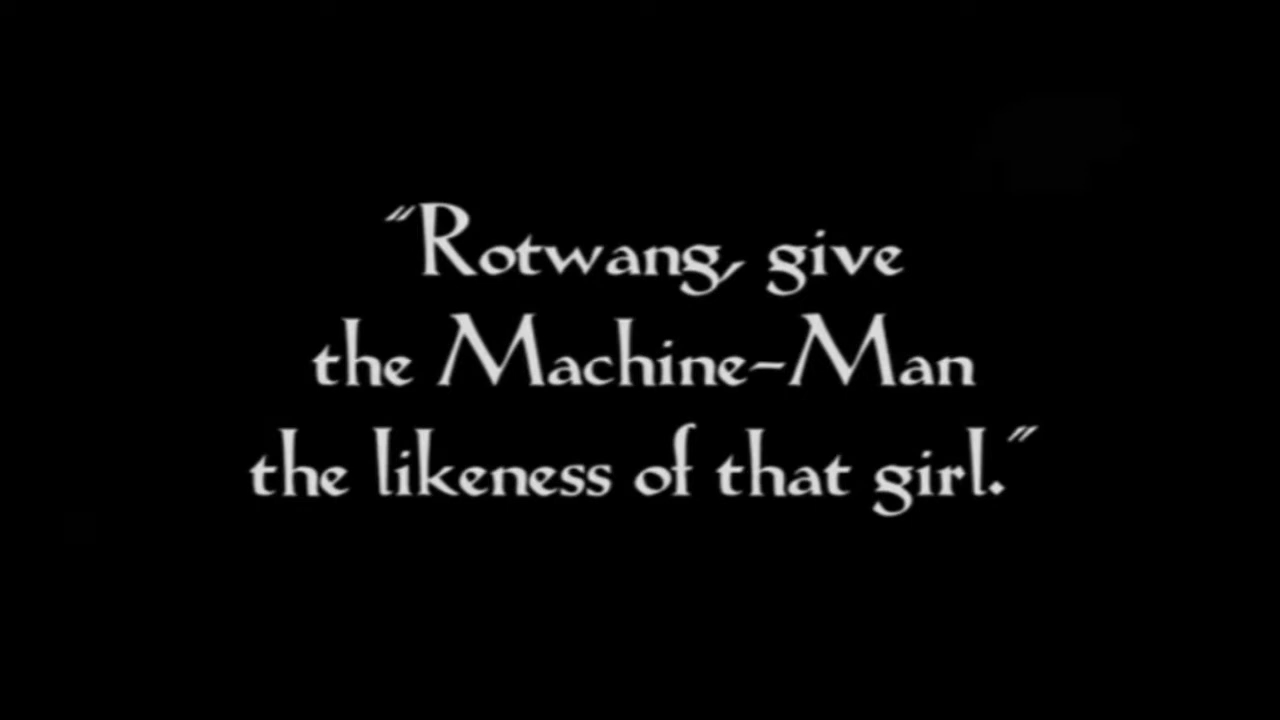 "Rotwang, give
the Machine-Man
the likeness of that girl."